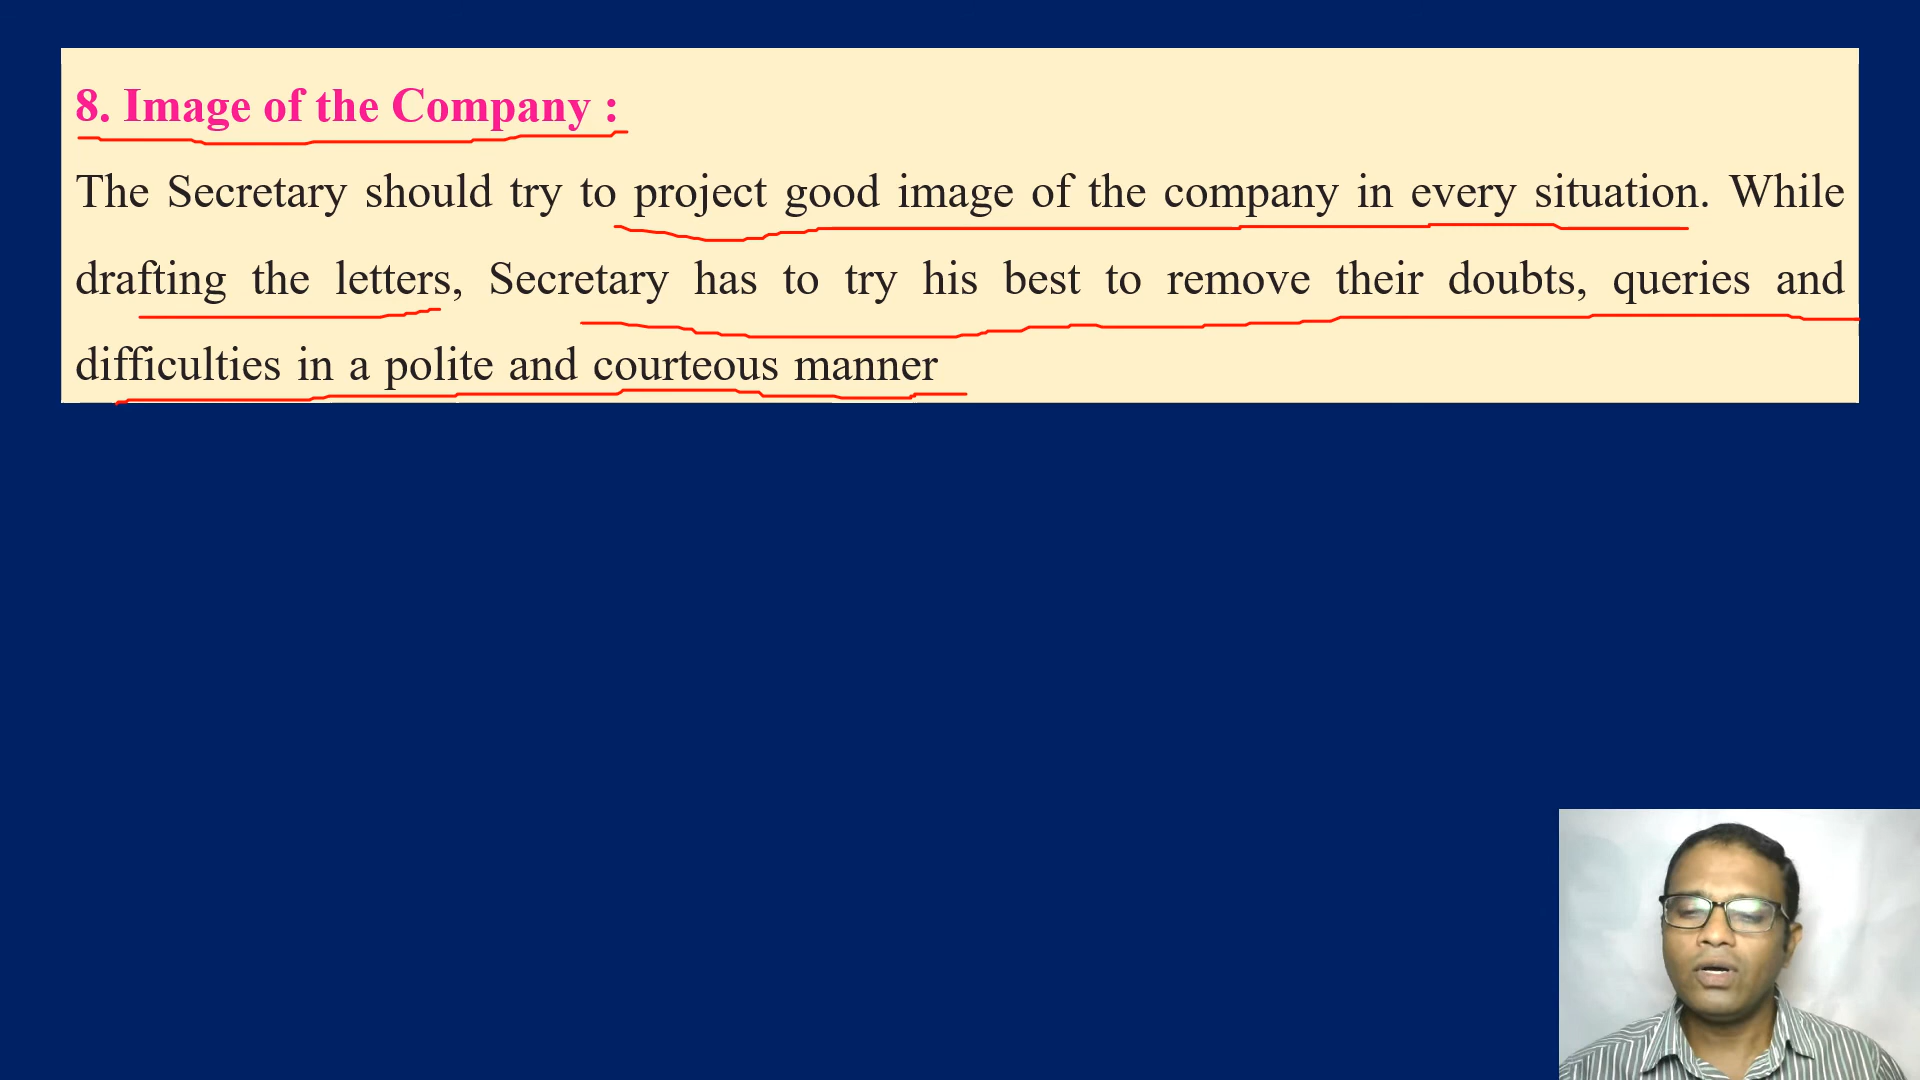 8. Image of the Company :
The Secretary should try to project good image of the company in every situation. While
drafting the letters, Secretary has to try his best to remove their doubts, queries and
difficulties in a polite and courteous manner